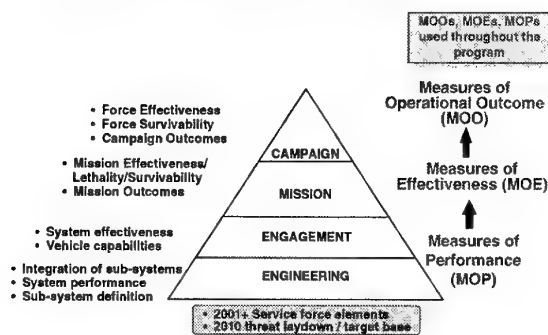 MOOs, MOEs, MOPs
used throughout the
program
Measures of
Operational Outcome
(MOO)
• Force Effectiveness
• Force Survivability
• Campaign Outcomes
CAMPAIGN
• Mission Effectiveness/
Lethality/Survivability
• Mission Outcomes
MISSION
Measures of
Effectiveness (MOE)
• System effectiveness
• Vehicle capabilities
ENGAGEMENT
Measures of
Performance
(MOP)
• Integration of sub-systems
• System performance
• Sub-system definition
ENGINEERING
• 2001+ Service force elements
• 2010 threat laydown / target base